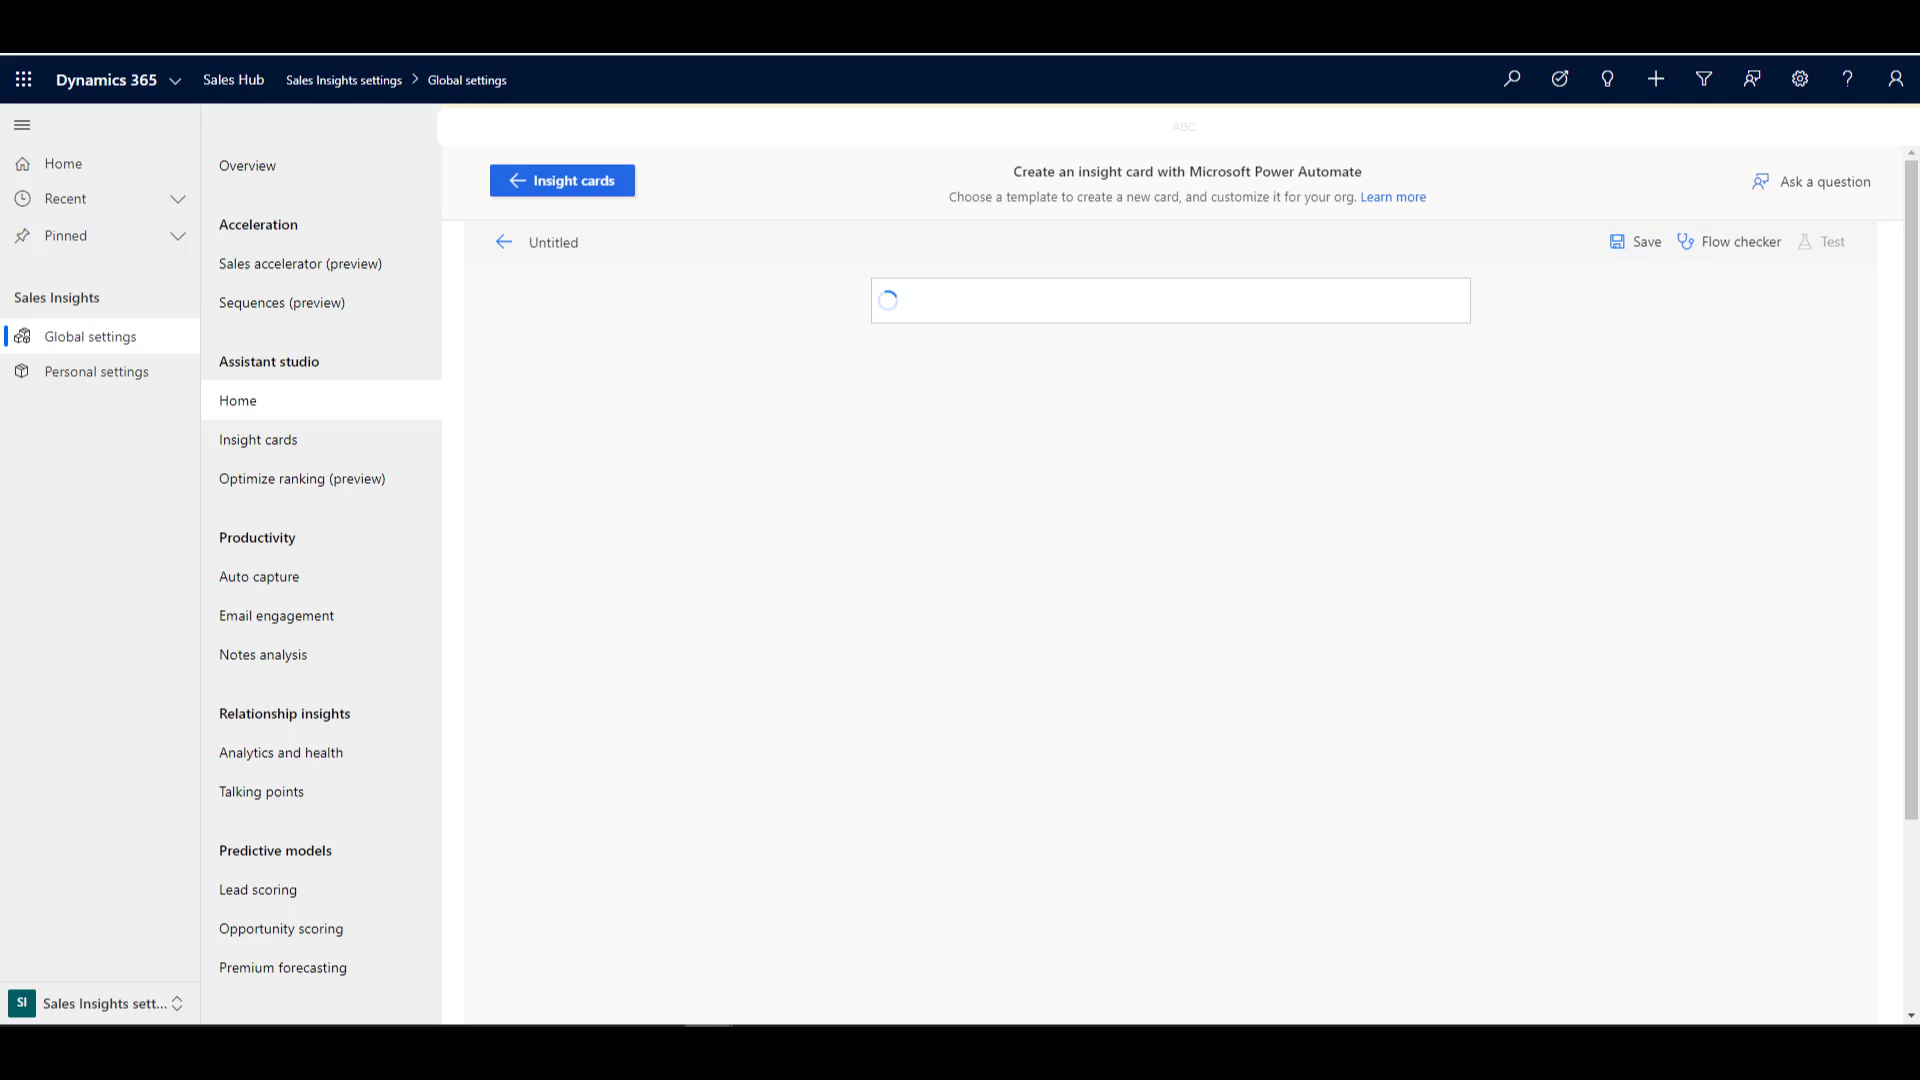 Dynamics 365
Sales Hub
Sales Insights settings > Global settings
ABC
Home
Recent
Pinned
Sales Insights
Global settings
Personal settings
SI Sales Insights sett...
Overview
Acceleration
Sales accelerator (preview)
Sequences (preview)
Assistant studio
Home
Insight cards
Optimize ranking (preview)
Productivity
Auto capture
Email engagement
Notes analysis
Relationship insights
Analytics and health
Talking points
Predictive models
Lead scoring
Opportunity scoring
Premium forecasting
Insight cards
Create an insight card with Microsoft Power Automate
Choose a template to create a new card, and customize it for your org. Learn more
Ask a question
Untitled
Save
Flow checker
Test